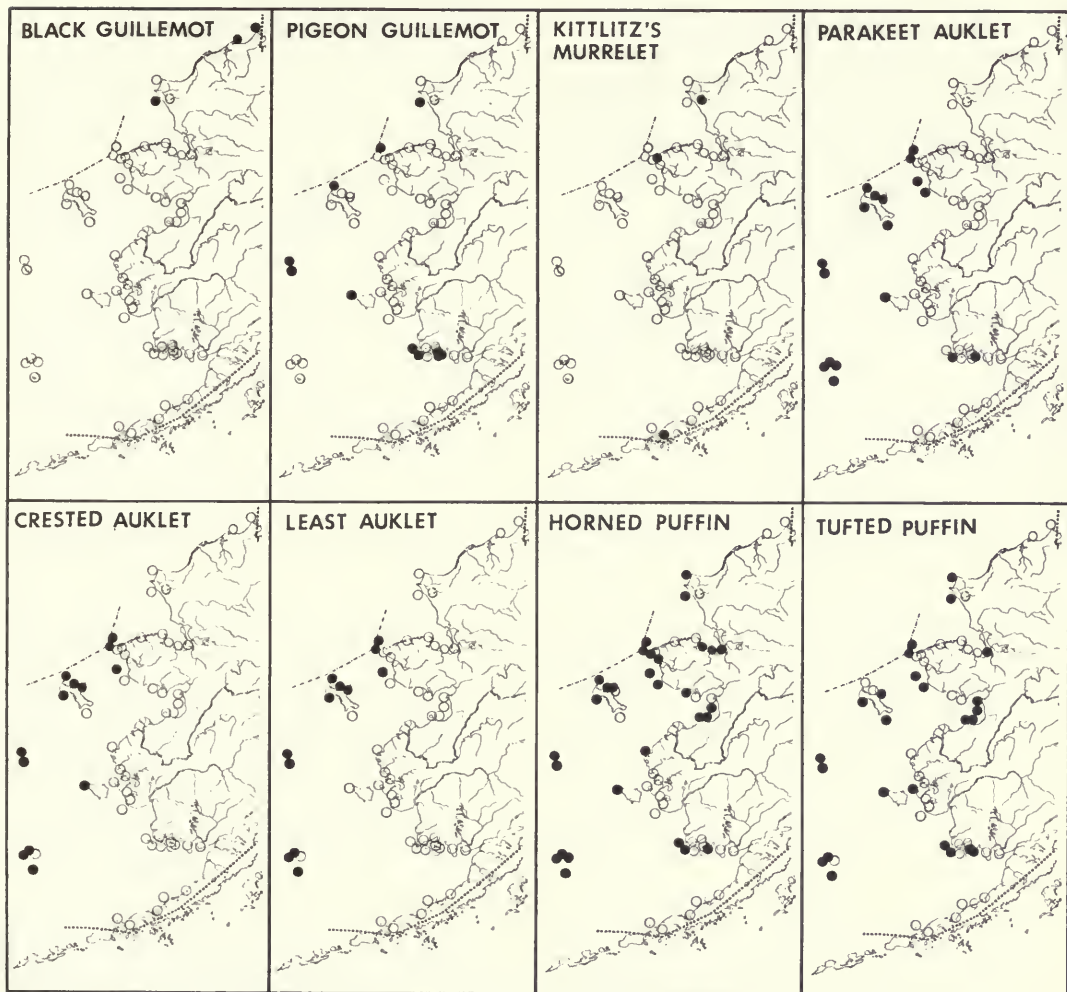 BLACK GUILLEMOT
PIGEON GUILLEMOT
KITTLITZ'S
MURRELET
PARAKEET AUKLET
CRESTED AUKLET
LEAST AUKLET
HORNED PUFFIN
TUFTED PUFFIN